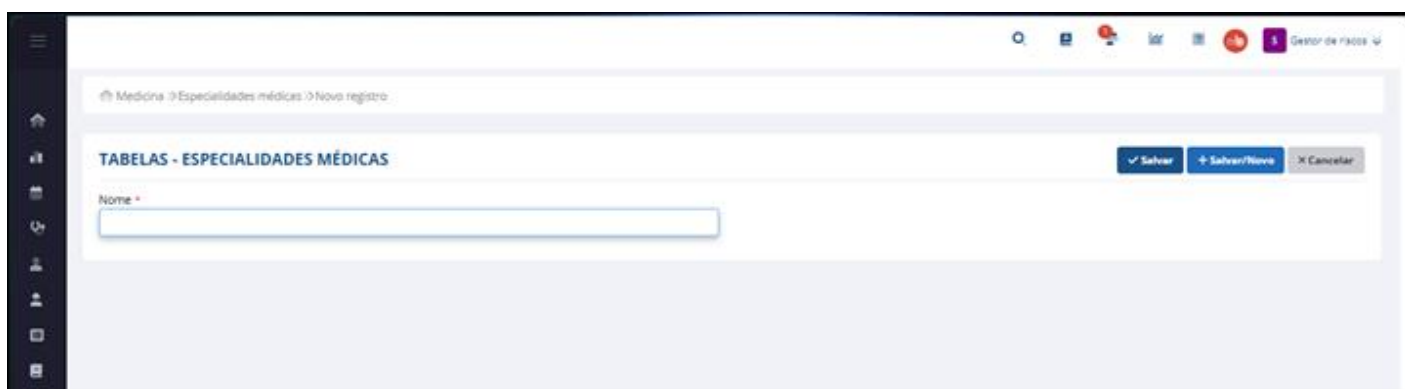 Gestor de riscos
Medicina > Especialidades médicas > Novo registro
TABELAS - ESPECIALIDADES MÉDICAS
Salvar
+ Salvar/Novo
× Cancelar
Nome *